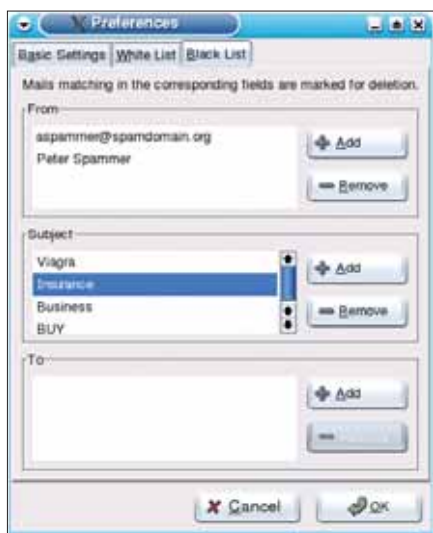 Preferences
Basic Settings White List Black List
Mails matching in the corresponding fields are marked for deletion.
From
aspammer@spamdomain.org
Peter Spammer
Add
Remove
Subject
Viagra
Insurance
Business
BUY
Add
Remove
To
Add
Cancel OK